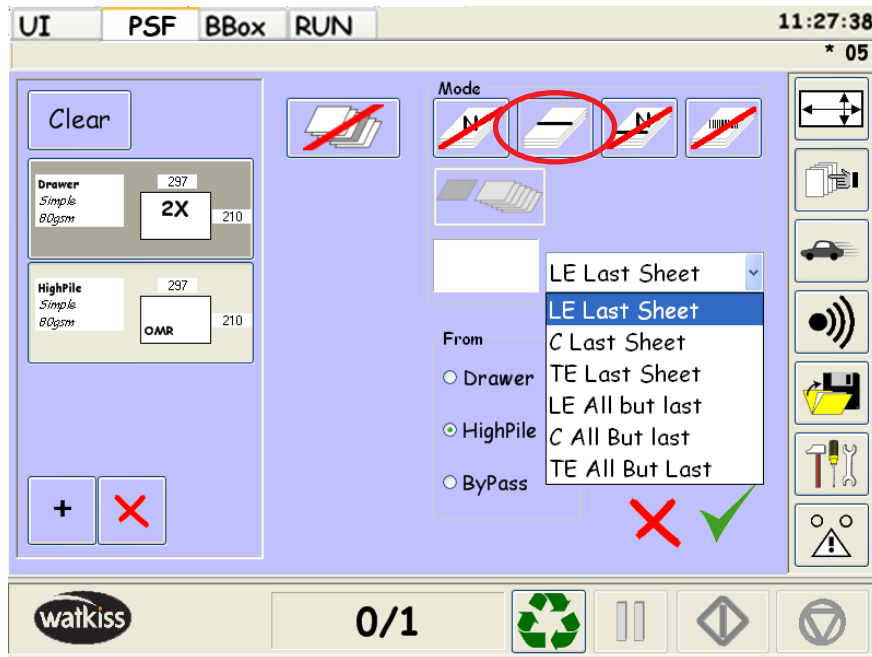 UI PSF BBox RUN 11:27:38
* 05
Clear
Drawer
Simple
80gsm
297
2X
210
HighPile
Simple
80gsm
297
OMR
210
+
Mode
N N
LE Last Sheet
LE Last Sheet
C Last Sheet
TE Last Sheet
LE All but last
C All But last
TE All But Last
From
Drawer
HighPile
ByPass
watkiss
0/1